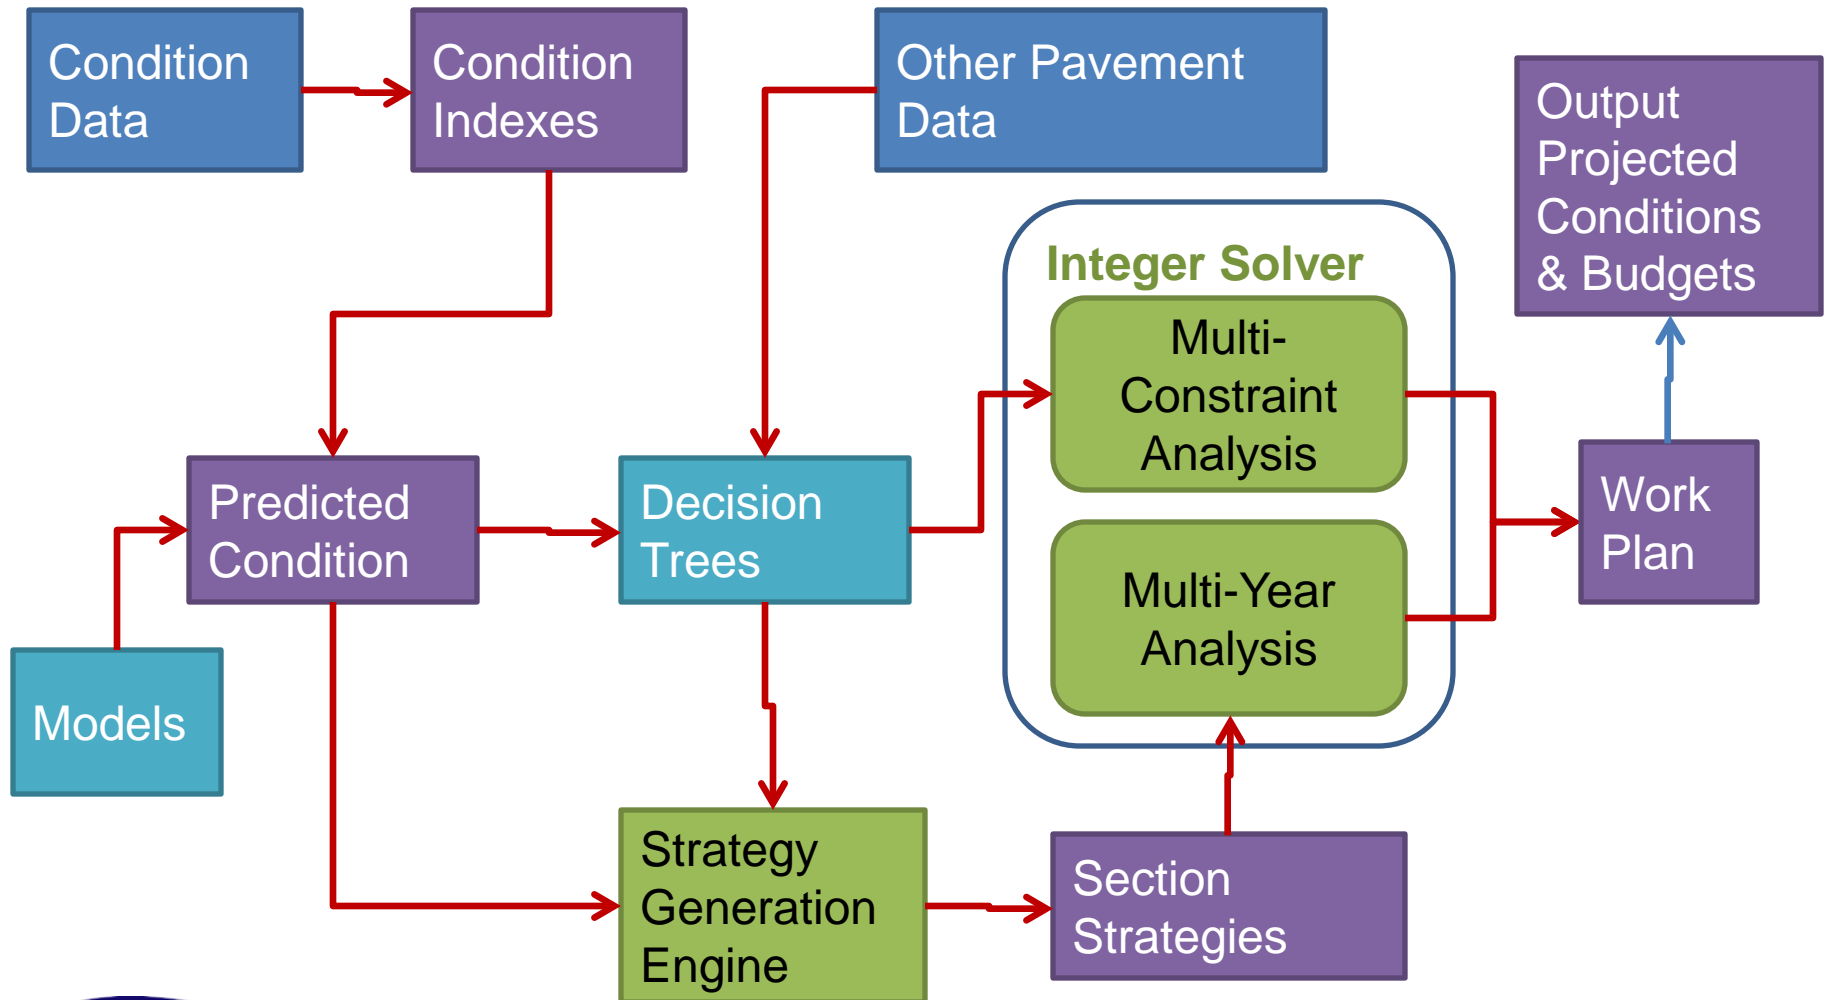 Condition
Data
Condition
Indexes
Other Pavement
Data
Output
Projected
Conditions
& Budgets
Integer Solver
Multi-
Constraint
Analysis
Predicted
Condition
Decision
Trees
Work
Plan
Multi-Year
Analysis
Models
Strategy
Generation
Engine
Section
Strategies